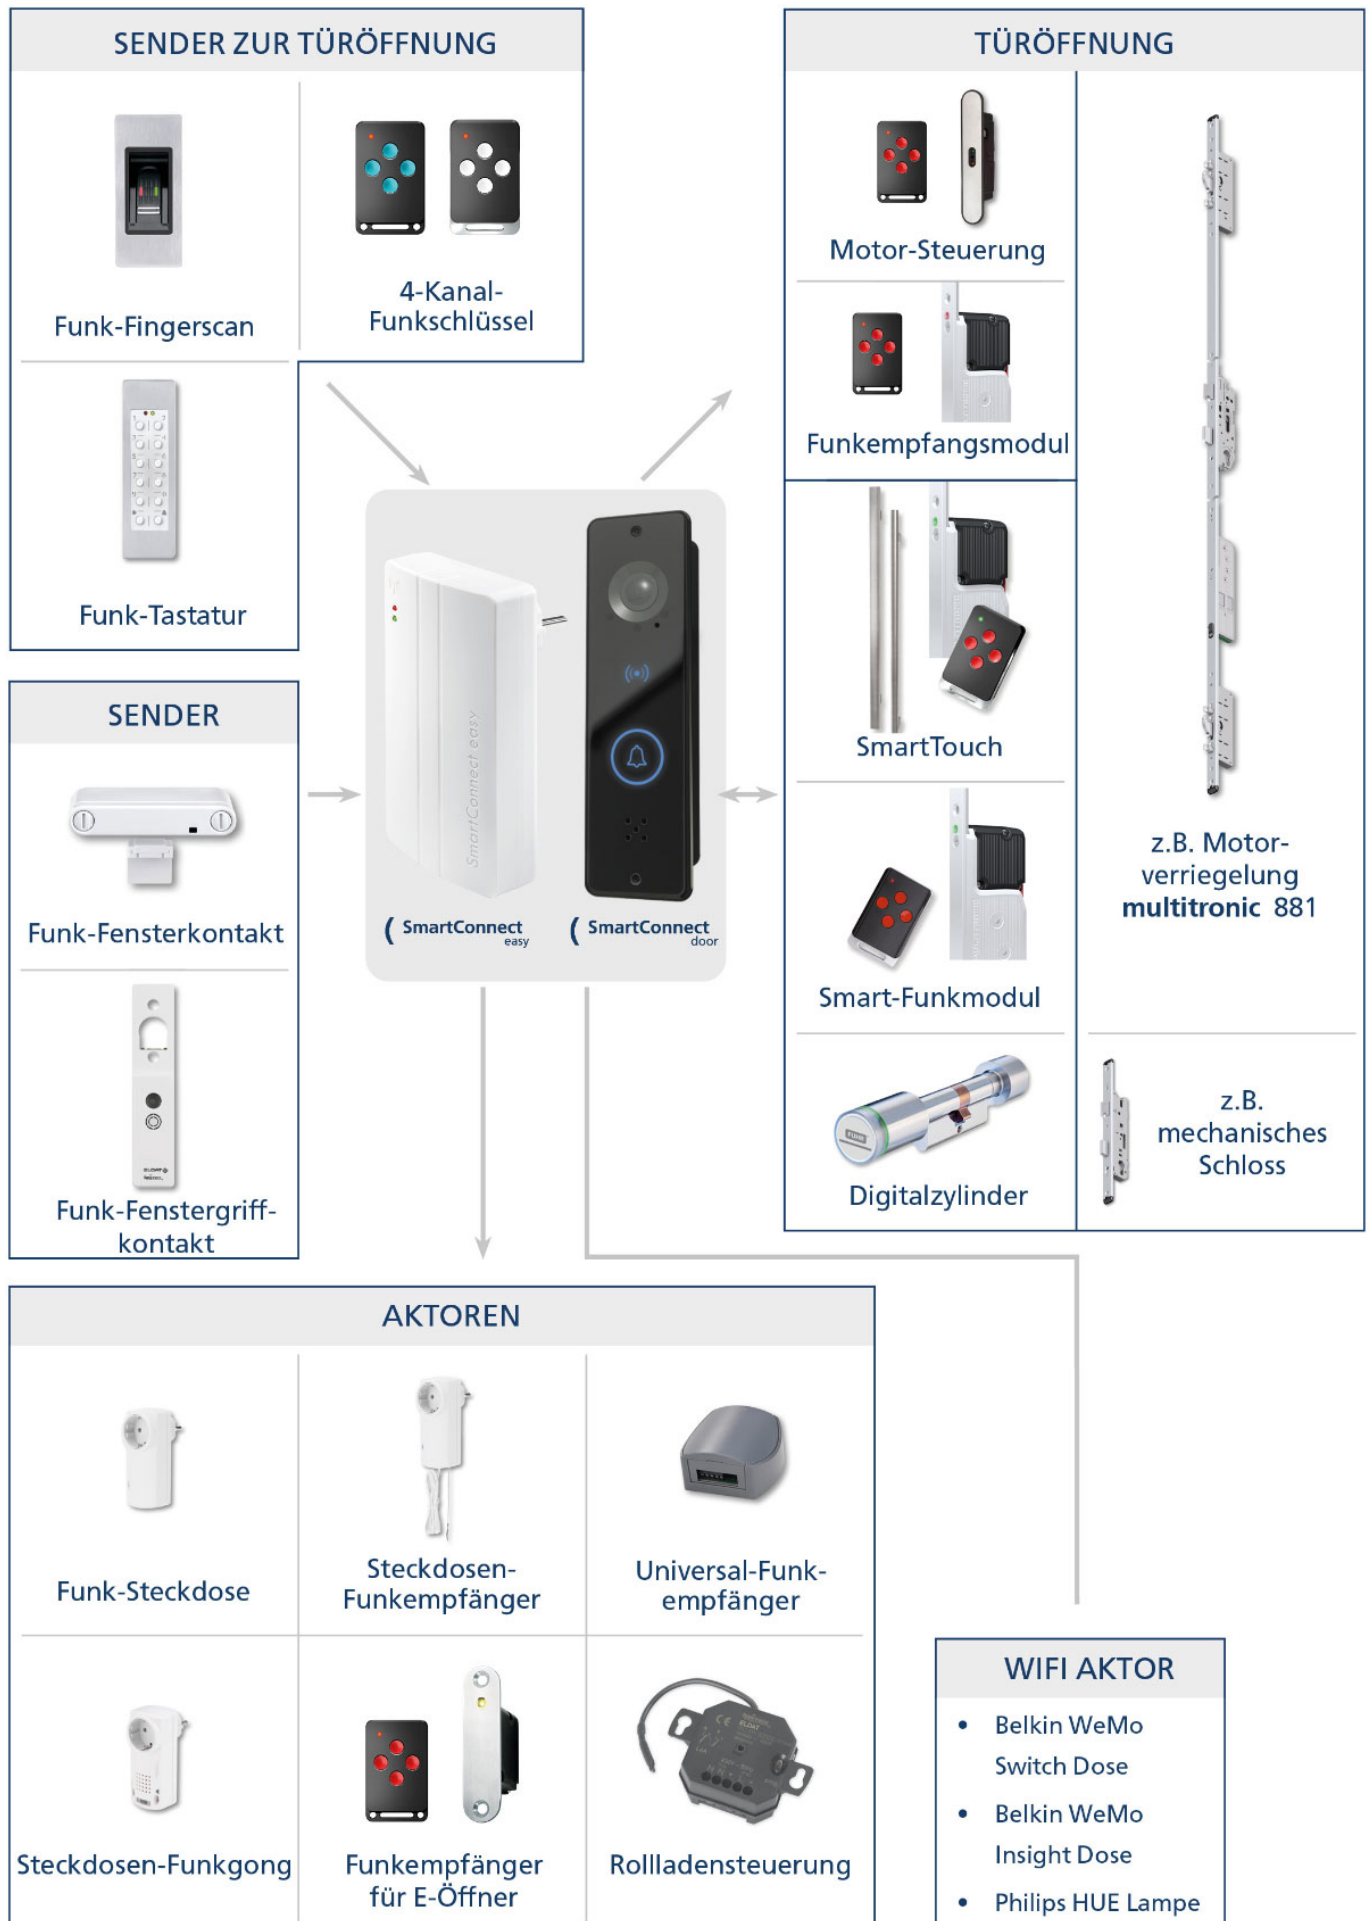 SENDER ZUR TÜRÖFFNUNG
Funk-Fingerscan
4-Kanal-
Funkschlüssel
Funk-Tastatur
SENDER
Funk-Fensterkontakt
Funk-Fenstergriff-
kontakt
SmartConnect easy
SmartConnect
easy
SmartConnect
door
TÜRÖFFNUNG
Motor-Steuerung
Funkempfangsmodul
SmartTouch
Smart-Funkmodul
Digitalzylinder
FUNK
z.B. Motor-
verriegelung
multitronic 881
z.B.
mechanisches
Schloss
AKTOREN
Funk-Steckdose
Steckdosen-
Funkempfänger
Universal-Funk-
empfänger
Steckdosen-Funkgong
Funkempfänger
für E-Öffner
ELDAT
Rollladensteuerung
WIFI AKTOR
• Belkin WeMo
Switch Dose
• Belkin WeMo
Insight Dose
• Philips HUE Lampe